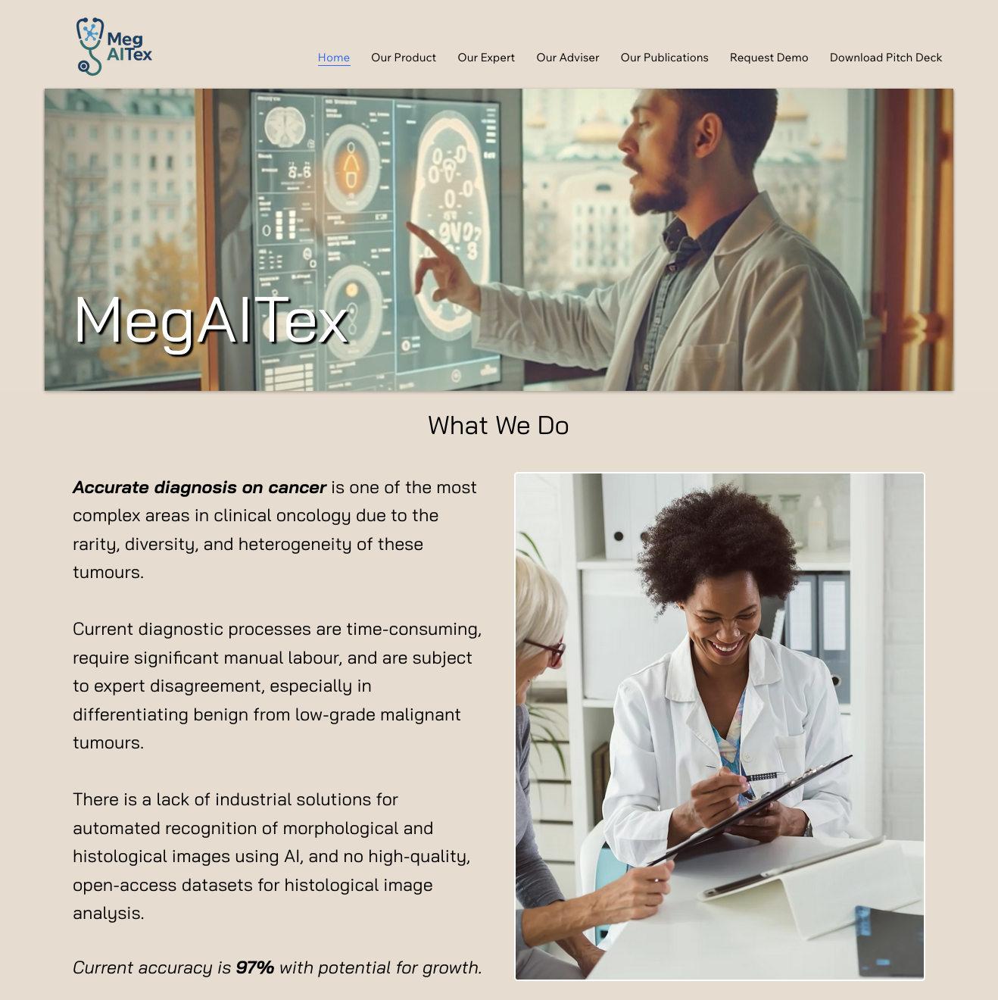 Meg
AITex
Home Our Product Our Expert Our Adviser Our Publications Request Demo Download Pitch Deck
MegAITex
What We Do
Accurate diagnosis on cancer is one of the most
complex areas in clinical oncology due to the
rarity, diversity, and heterogeneity of these
tumours.
Current diagnostic processes are time-consuming,
require significant manual labour, and are subject
to expert disagreement, especially in
differentiating benign from low-grade malignant
tumours.
There is a lack of industrial solutions for
automated recognition of morphological and
histological images using AI, and no high-quality,
open-access datasets for histological image
analysis.
Current accuracy is 97% with potential for growth.